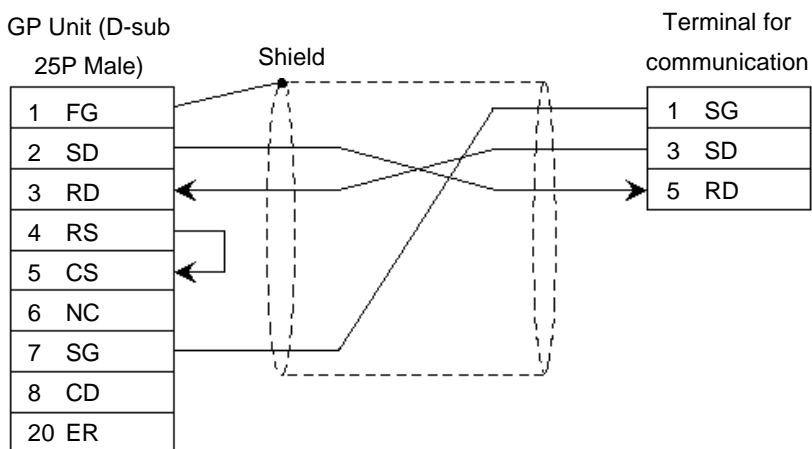 GP Unit (D-sub
25P Male)
Shield
Terminal for
communication
1 FG
2 SD
3 RD
4 RS
5 CS
6 NC
7 SG
8 CD
20 ER
1 SG
3 SD
5 RD